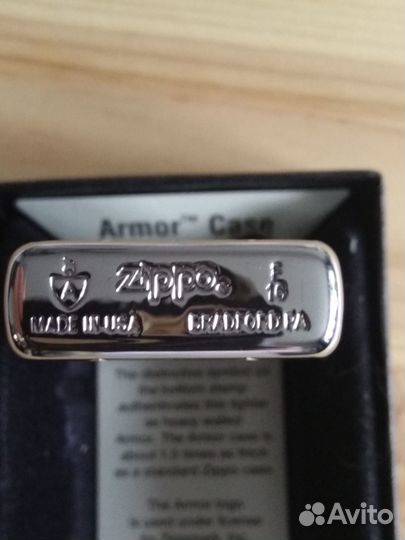 Armor™ Case
zippo®
A
15
MADE IN USA
BRADFORD.PA
The distinctive symbol on
the bottom stamp
authenticates this lighter
as heavy walled
Armor. The Armor case is
about 1.5 times as thick
as a standard Zippo case.
The Armor logo
is used under license
Avito